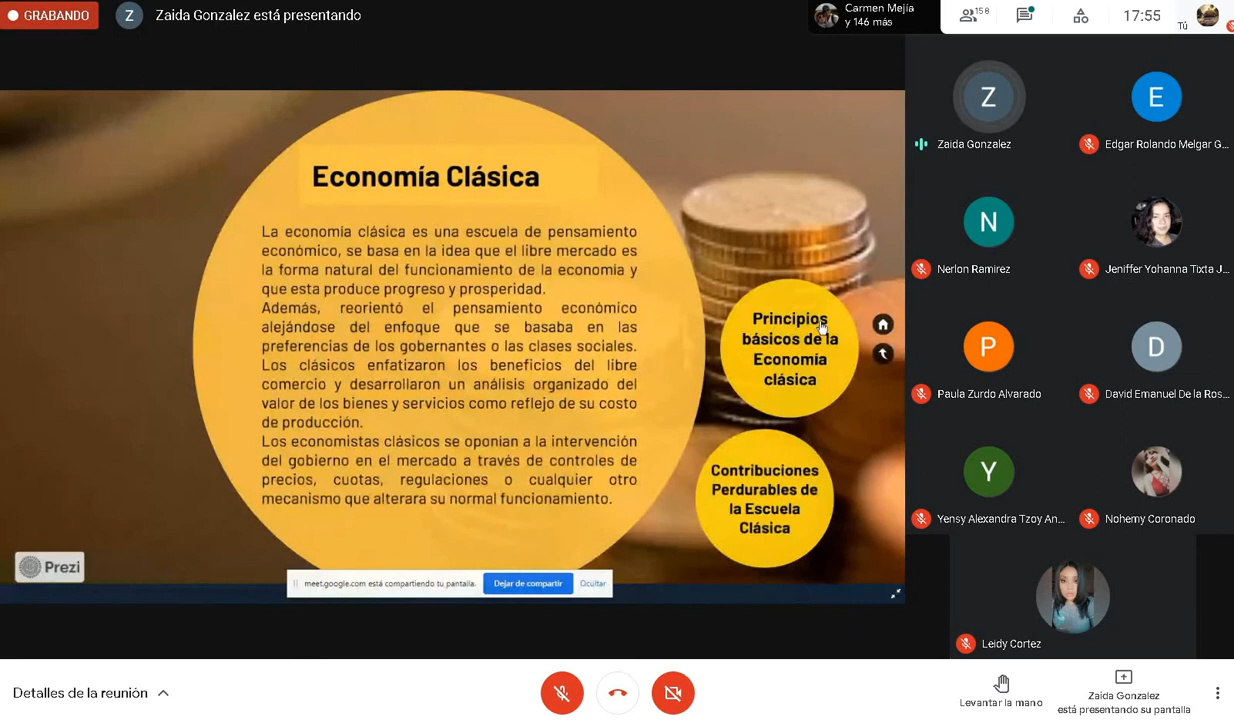 GRABANDO
Z
Zaida Gonzalez está presentando
Carmen Mejía
y 146 más
158
17:55
Tú
Economía Clásica
La economía clásica es una escuela de pensamiento
económico, se basa en la idea que el libre mercado es
la forma natural del funcionamiento de la economía y
que esta produce progreso y prosperidad.
Además, reorientó el pensamiento económico
alejándose del enfoque que se basaba en las
preferencias de los gobernantes o las clases sociales.
Los clásicos enfatizaron los beneficios del libre
comercio y desarrollaron un análisis organizado del
valor de los bienes y servicios como reflejo de su costo
de producción.
Los economistas clásicos se oponían a la intervención
del gobierno en el mercado a través de controles de
precios, cuotas, regulaciones o cualquier otro
mecanismo que alterara su normal funcionamiento.
Principios
básicos de la
Economía
clásica
Contribuciones
Perdurables de
la Escuela
Clásica
Prezi
meet.google.com está compartiendo tu pantalla.
Dejar de compartir
Ocultar
Z
Zaida Gonzalez
E
Edgar Rolando Melgar G...
N
Nerlon Ramirez
Jeniffer Yohanna Tixta J...
P
Paula Zurdo Alvarado
D
David Emanuel De la Ros...
Y
Yensy Alexandra Tzoy An...
Nohemy Coronado
Leidy Cortez
Detalles de la reunión
Levantar la mano
Zaida Gonzalez
está presentando su pantalla